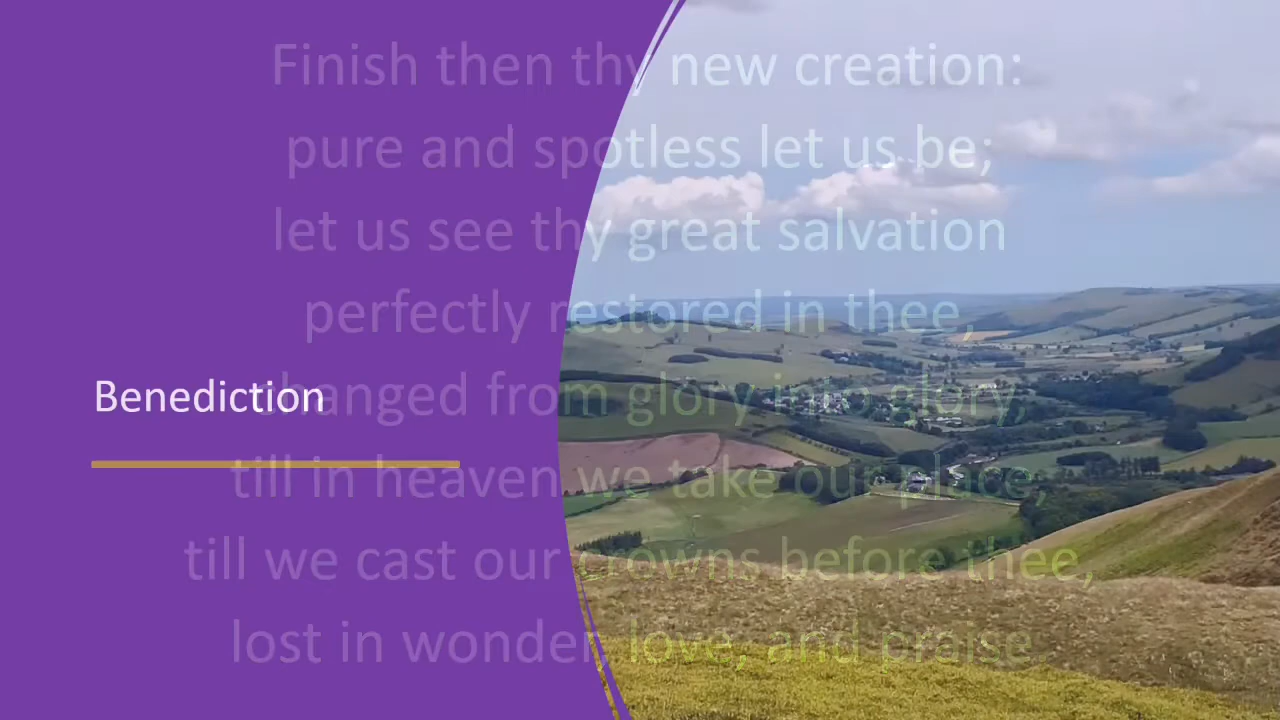 Finish then thy new creation:
pure and spotless let us be;
let us see thy great salvation
perfectly restored in thee,
changed from glory into glory
till in heaven we take our place,
till we cast our crowns before thee,
lost in wonder, love, and praise
Benediction